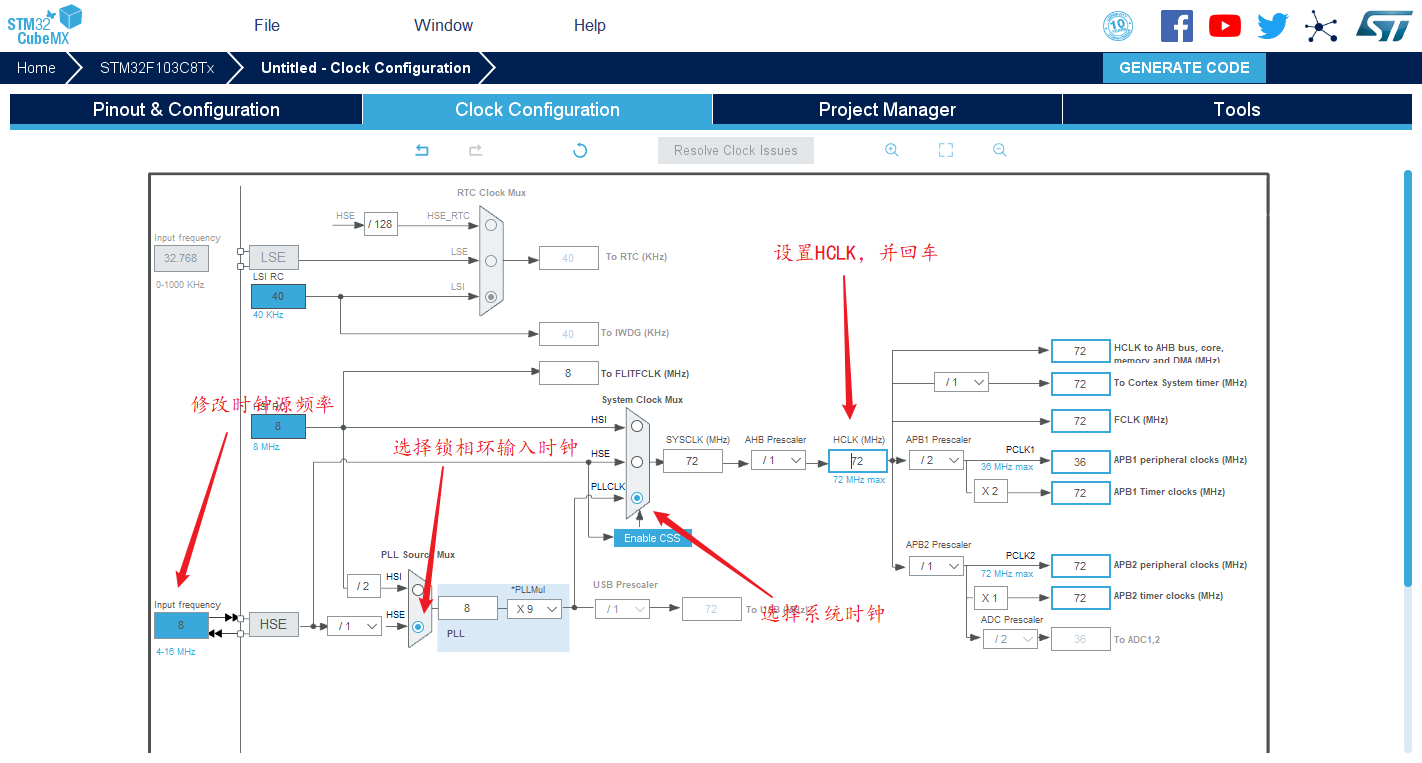 STM32
CubeMX
File
Window
Help
10
ST
Home
STM32F103C8Tx
Untitled - Clock Configuration
GENERATE CODE
Pinout & Configuration
Clock Configuration
Project Manager
Tools
Resolve Clock Issues
RTC Clock Mux
HSE
/ 128
HSE_RTC
Input frequency
32.768
0-1000 KHz
LSE
LSE
40
To RTC (KHz)
设置HCLK, 并回车
LSI RC
40
LSI
40 KHz
40
To IWDG (KHz)
72
HCLK to AHB bus, core,
memory and DMA (MHz)
8
To FLITFCLK (MHz)
/ 1
72
To Cortex System timer (MHz)
System Clock Mux
修改时钟源频率
HSI
8
8 MHz
72
FCLK (MHz)
选择锁相环输入时钟
HSE
SYSCLK (MHz)
AHB Prescaler
HCLK (MHz)
APB1 Prescaler
PCLK1
72
/ 1
72
/ 2
36 MHz max
36
APB1 peripheral clocks (MHz)
72 MHz max
PLLCLK
X 2
72
APB1 Timer clocks (MHz)
Enable CSS
PLL Source Mux
APB2 Prescaler
PCLK2
/ 1
72 MHz max
72
APB2 peripheral clocks (MHz)
/ 2
HSI
*PLLMul
USB Prescaler
X 1
72
APB2 timer clocks (MHz)
Input frequency
8
X 9
/ 1
72
To USB (MHz)
选择系统时钟
8
HSE
/ 1
HSE
PLL
ADC Prescaler
/ 2
36
To ADC1,2
4-16 MHz